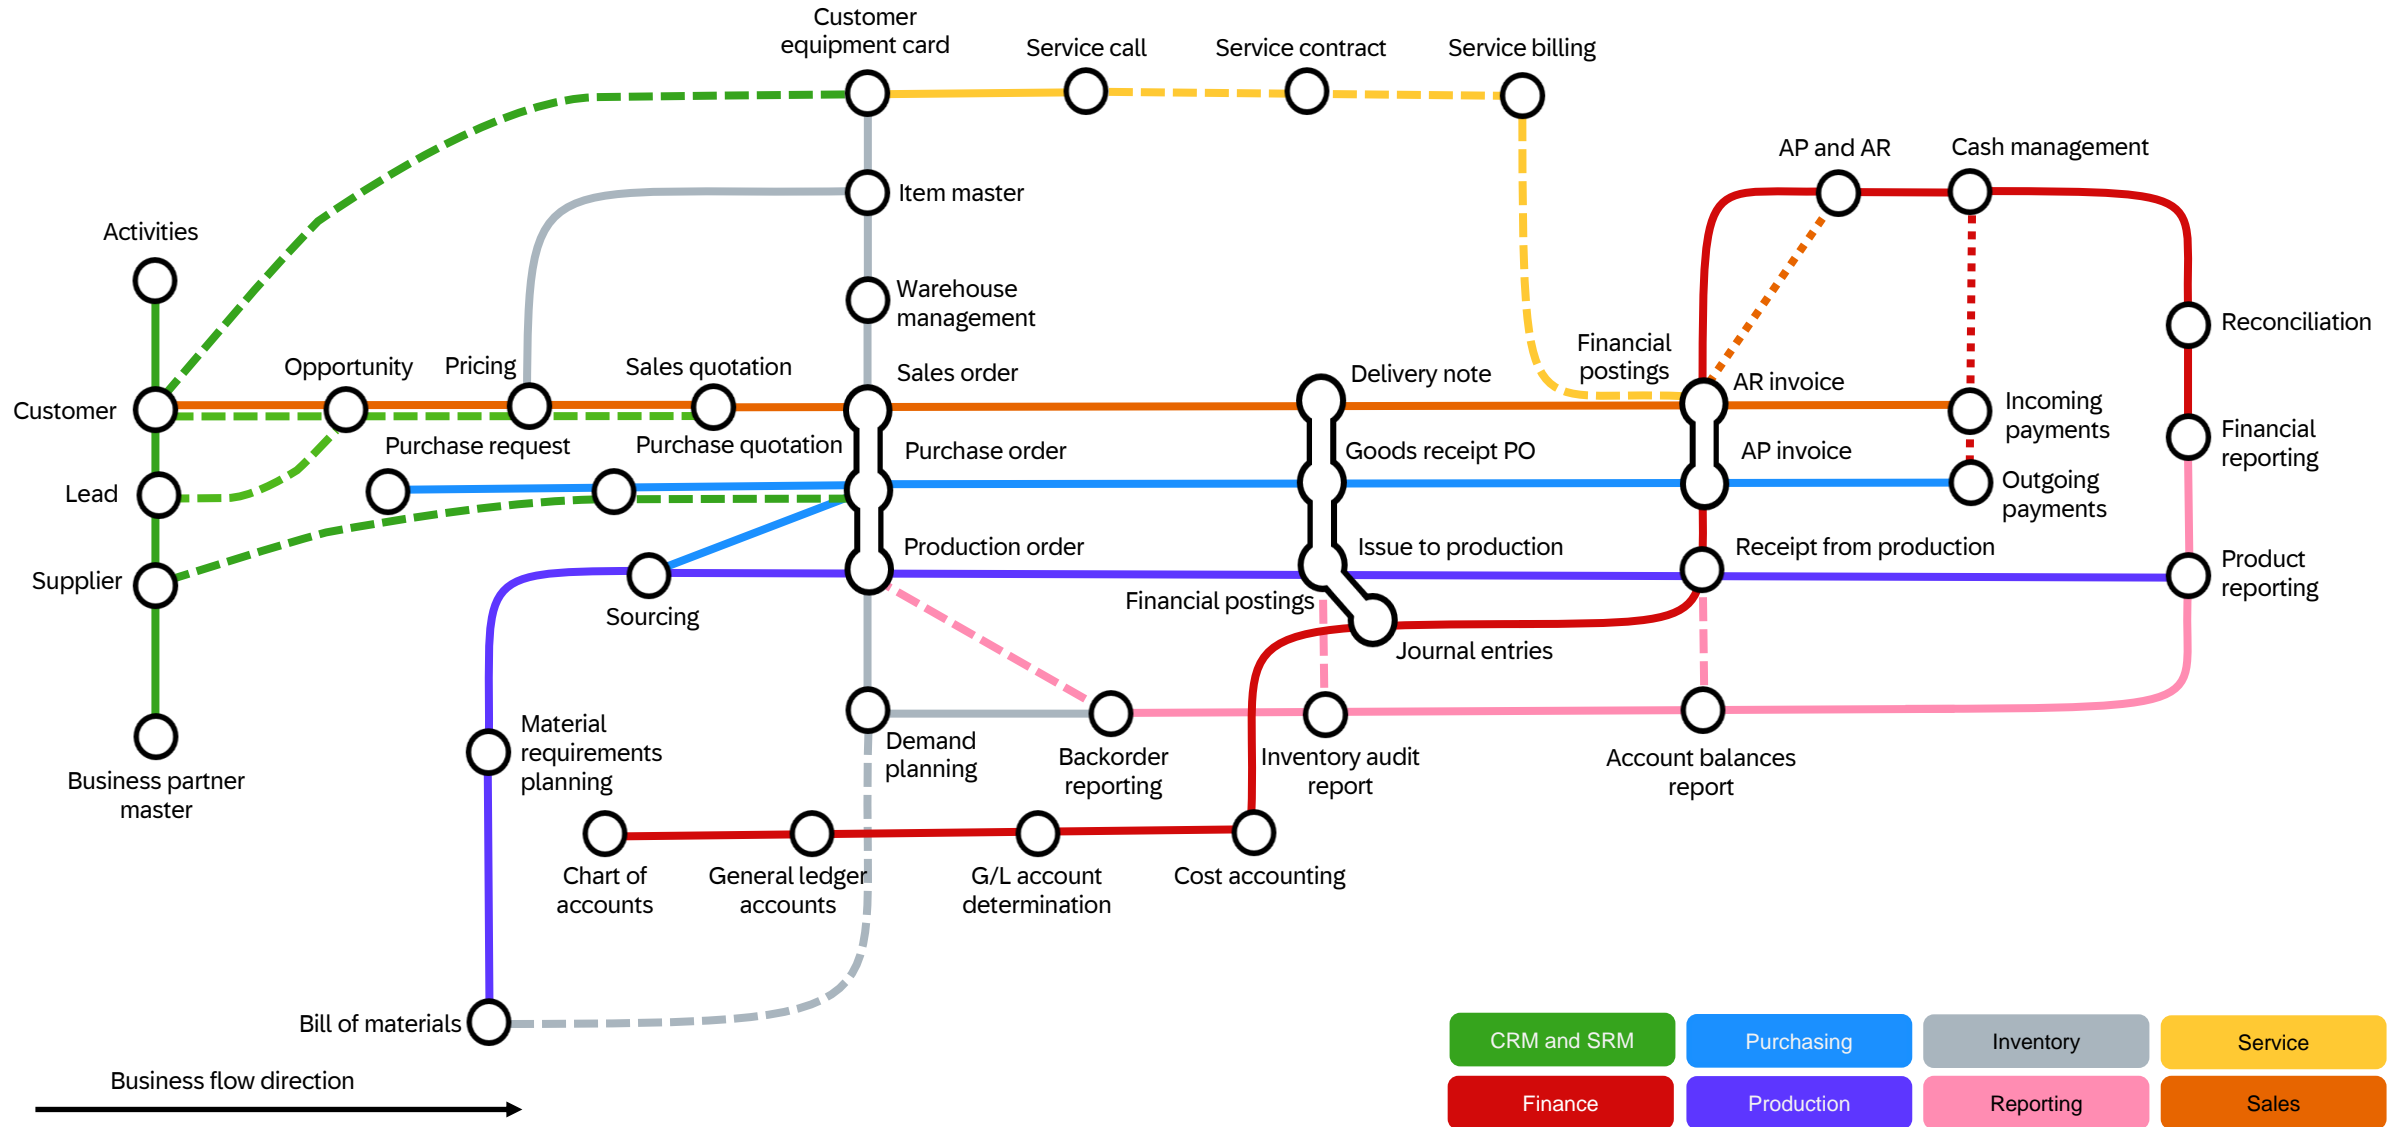 Customer
equipment card
Service call
Service contract
Service billing
AP and AR
Cash management
Item master
Activities
Warehouse
management
Reconciliation
Opportunity
Pricing
Sales quotation
Sales order
Delivery note
Financial
postings
AR invoice
Customer
Incoming
payments
Financial
reporting
Purchase request
Purchase quotation
Purchase order
Goods receipt PO
AP invoice
Lead
Outgoing
payments
Supplier
Production order
Issue to production
Receipt from production
Product
reporting
Sourcing
Financial postings
Journal entries
Business partner
master
Material
requirements
planning
Demand
planning
Backorder
reporting
Inventory audit
report
Account balances
report
Chart of
accounts
General ledger
accounts
G/L account
determination
Cost accounting
Bill of materials
Business flow direction
CRM and SRM
Purchasing
Inventory
Service
Finance
Production
Reporting
Sales